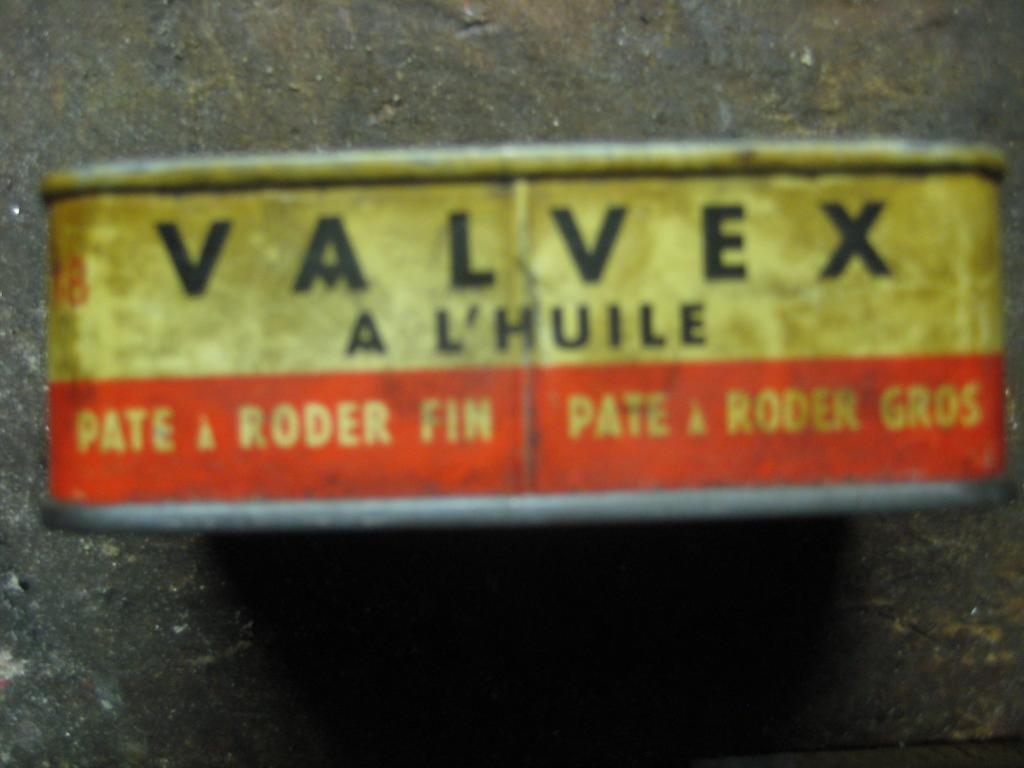 VALVEX
A L'HUILE
PATE À RODER FIN
PATE À RODER GROS